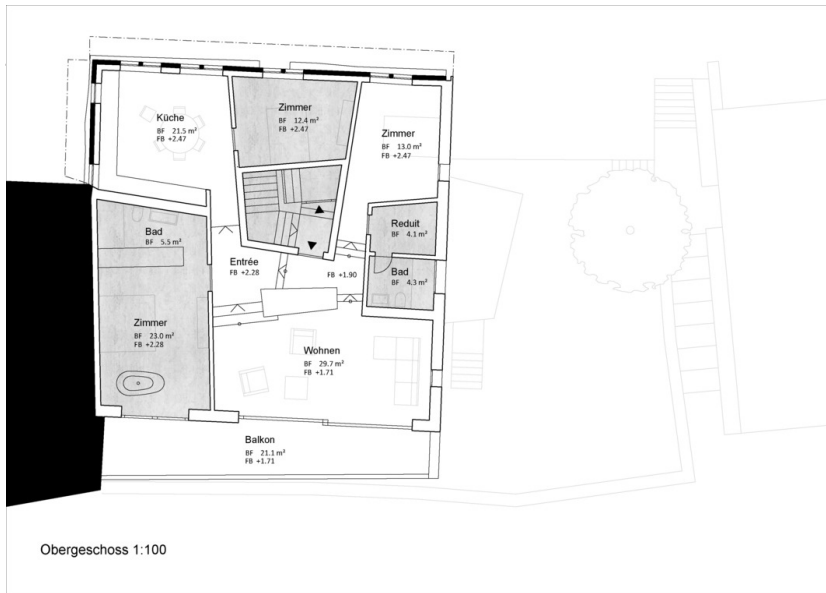 Küche
BF 21.5 m²
FB +2.47
Zimmer
BF 12.4 m²
FB +2.47
Zimmer
BF 13.0 m²
FB +2.47
Bad
BF 5.5 m²
Reduit
BF 4.1 m²
Entrée
FB +2.28
FB +1.90
Bad
BF 4.3 m²
Zimmer
BF 23.0 m²
FB +2.28
Wohnen
BF 29.7 m²
FB +1.71
Balkon
BF 21.1 m²
FB +1.71
Obergeschoss 1:100